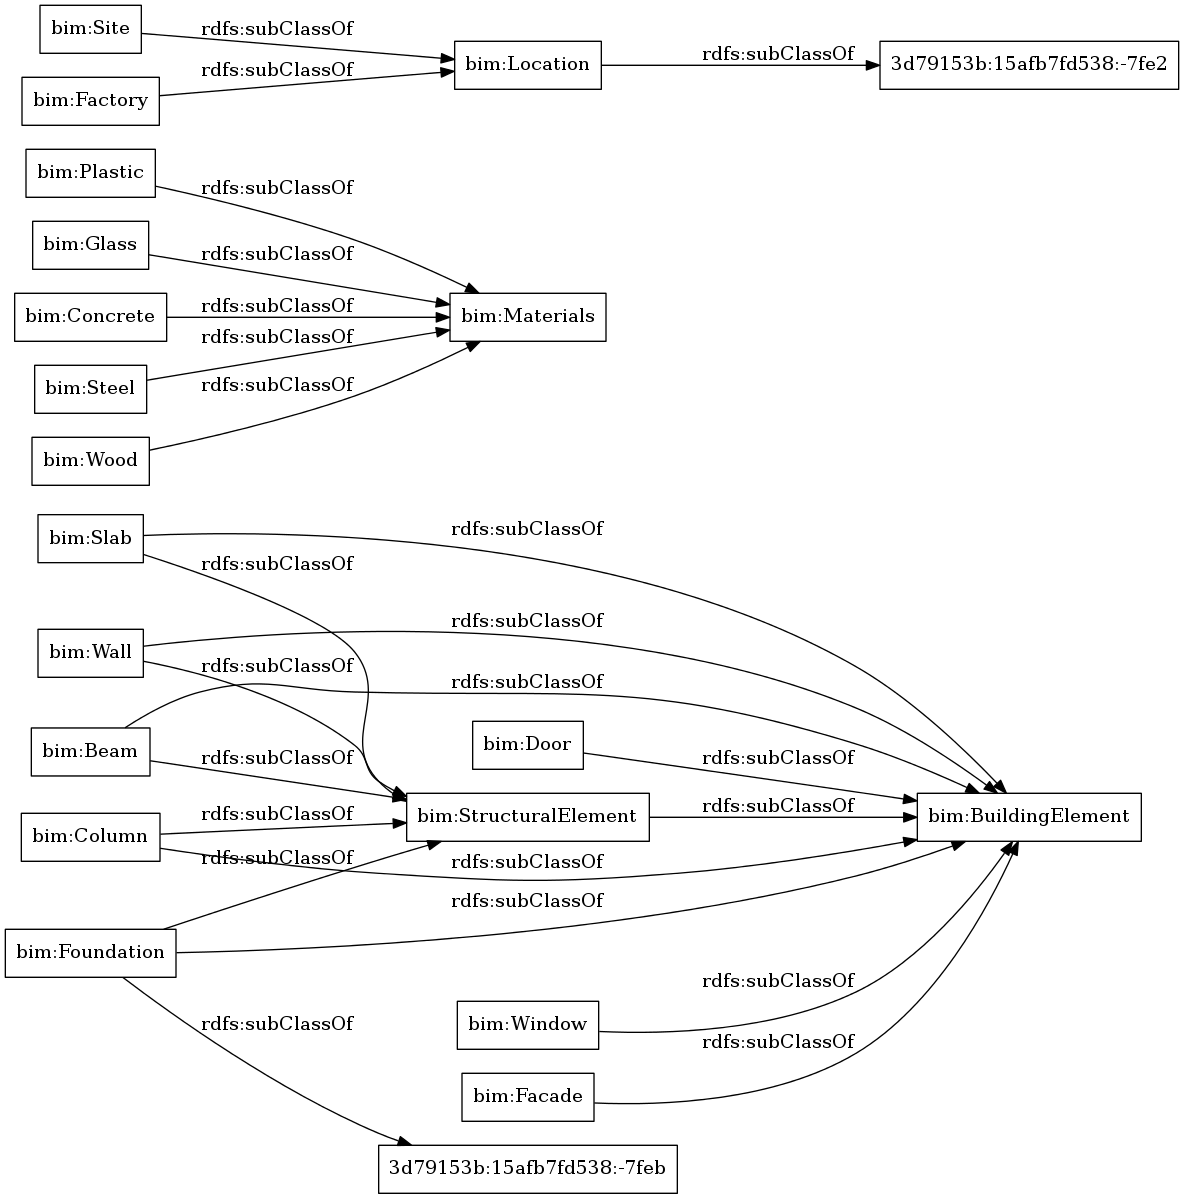 bim:Site
rdfs:subClassOf
bim:Location
rdfs:subClassOf
3d79153b:15afb7fd538:-7fe2
rdfs:subClassOf
bim:Factory
bim:Plastic
rdfs:subClassOf
bim:Glass
rdfs:subClassOf
bim:Concrete
rdfs:subClassOf
bim:Materials
rdfs:subClassOf
bim:Steel
rdfs:subClassOf
bim:Wood
bim:Slab
rdfs:subClassOf
rdfs:subClassOf
bim:Wall
rdfs:subClassOf
rdfs:subClassOf
rdfs:subClassOf
bim:Beam
rdfs:subClassOf
bim:Door
rdfs:subClassOf
bim:Column
rdfs:subClassOf
bim:StructuralElement
rdfs:subClassOf
bim:BuildingElement
rdfs:subClassOf
rdfs:subClassOf
rdfs:subClassOf
bim:Foundation
rdfs:subClassOf
bim:Window
rdfs:subClassOf
rdfs:subClassOf
bim:Facade
3d79153b:15afb7fd538:-7feb